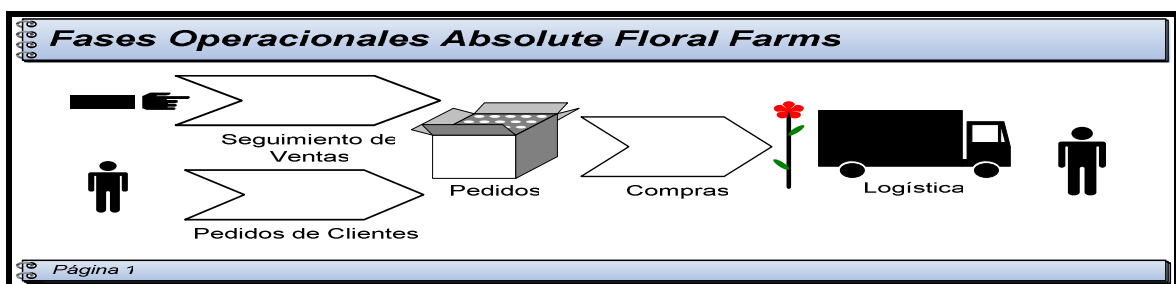 Fases Operacionales Absolute Floral Farms
Seguimiento de
Ventas
Pedidos
Compras
Logística
Pedidos de Clientes
Página 1